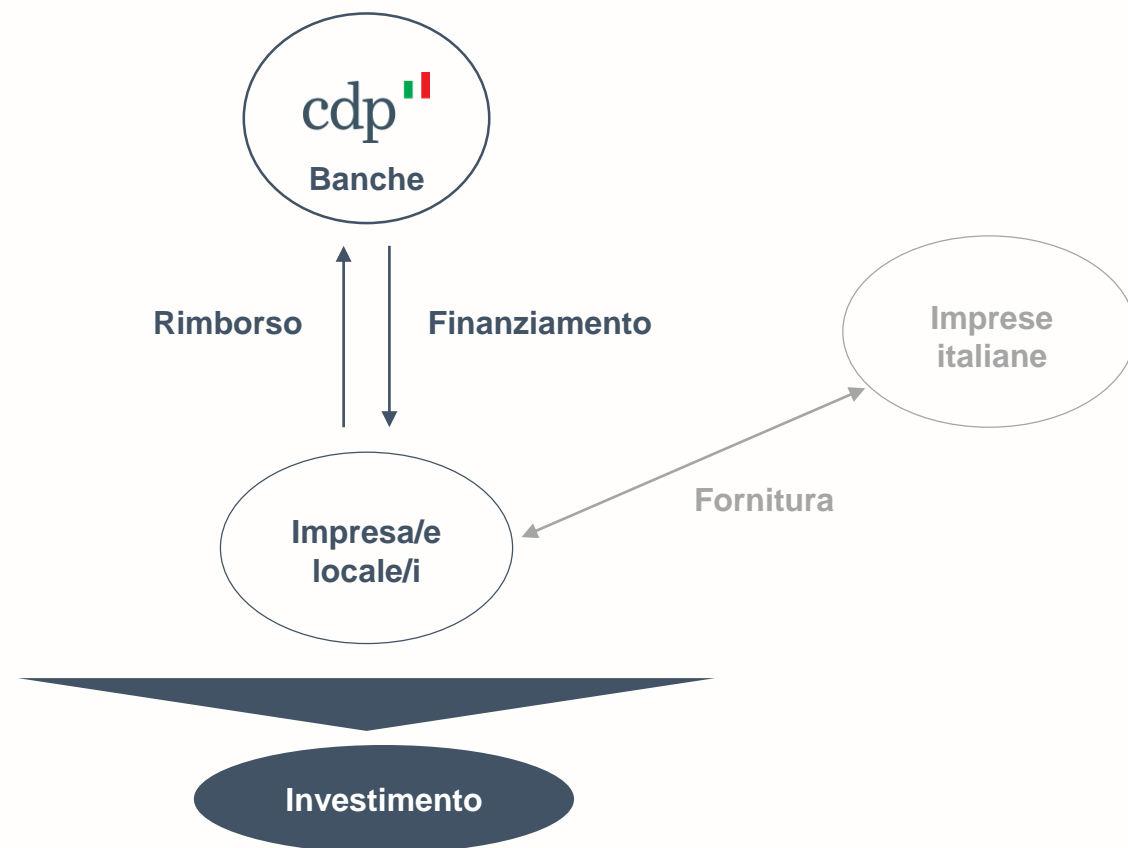 cdp
Banche
Rimborso
Finanziamento
Imprese
italiane
Fornitura
Impresa/e
locale/i
Investimento